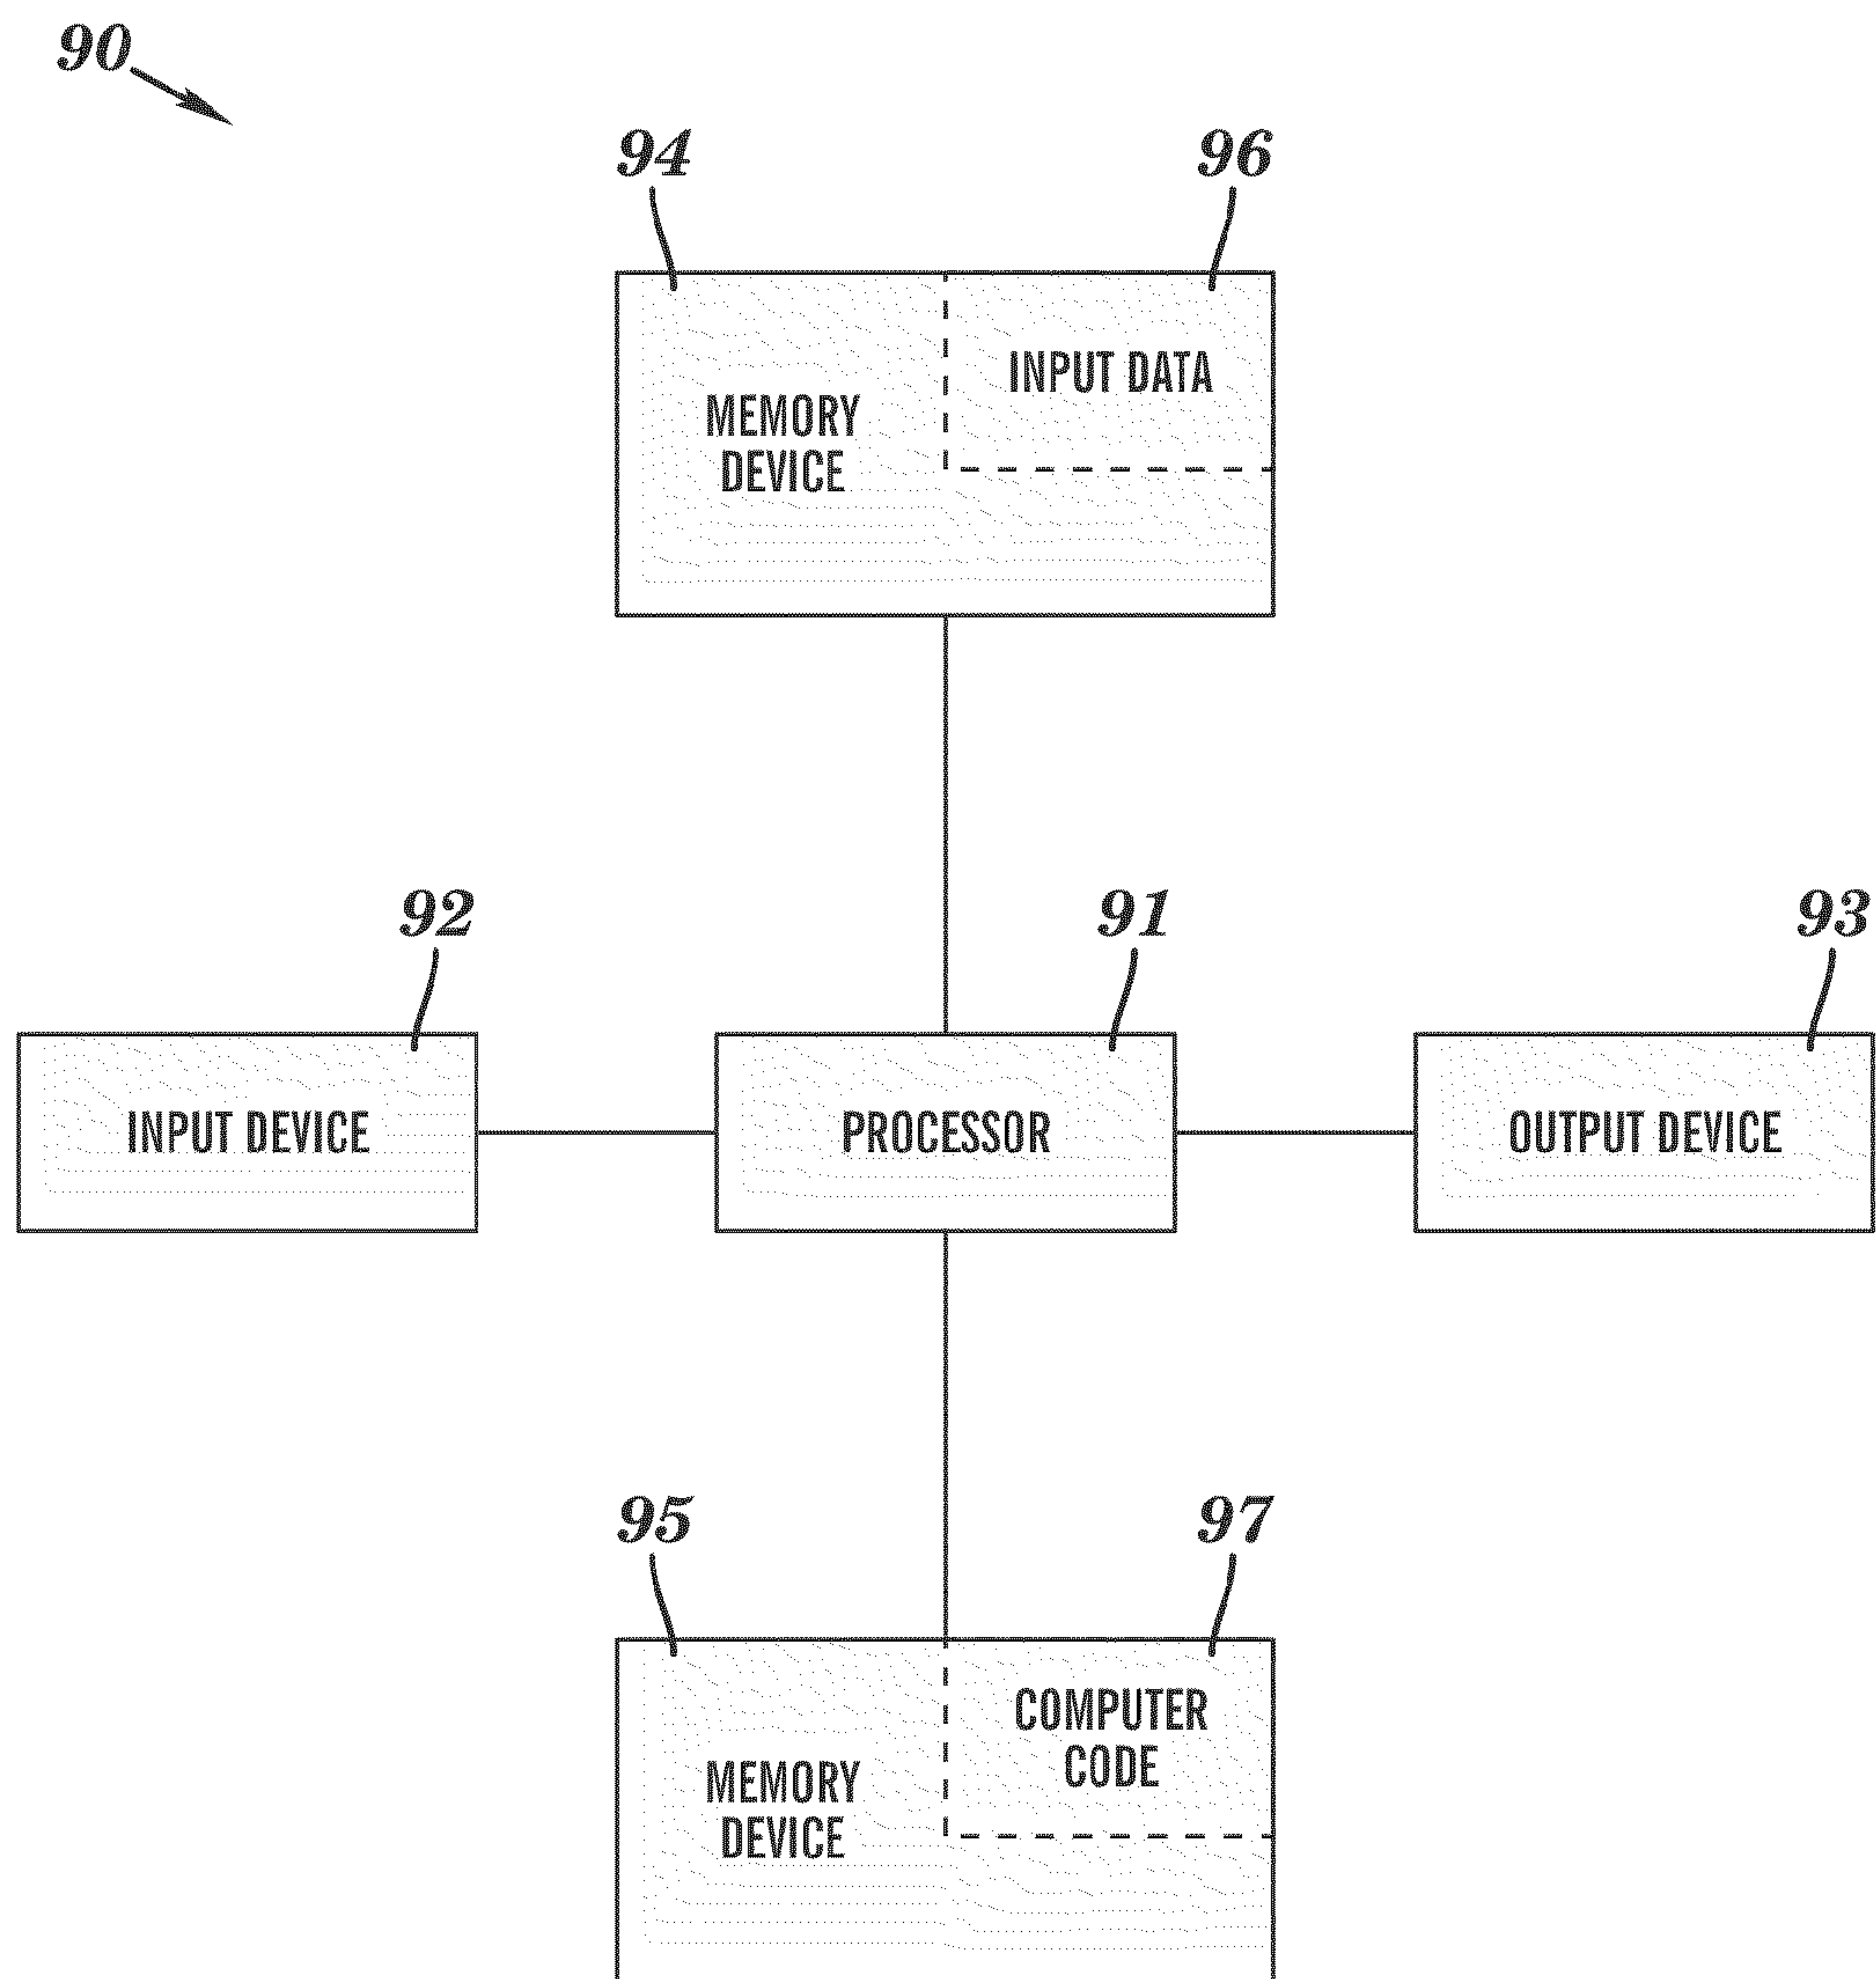 90
94
96
INPUT DATA
MEMORY
DEVICE
92
91
93
INPUT DEVICE
PROCESSOR
OUTPUT DEVICE
95
97
COMPUTER
CODE
MEMORY
DEVICE